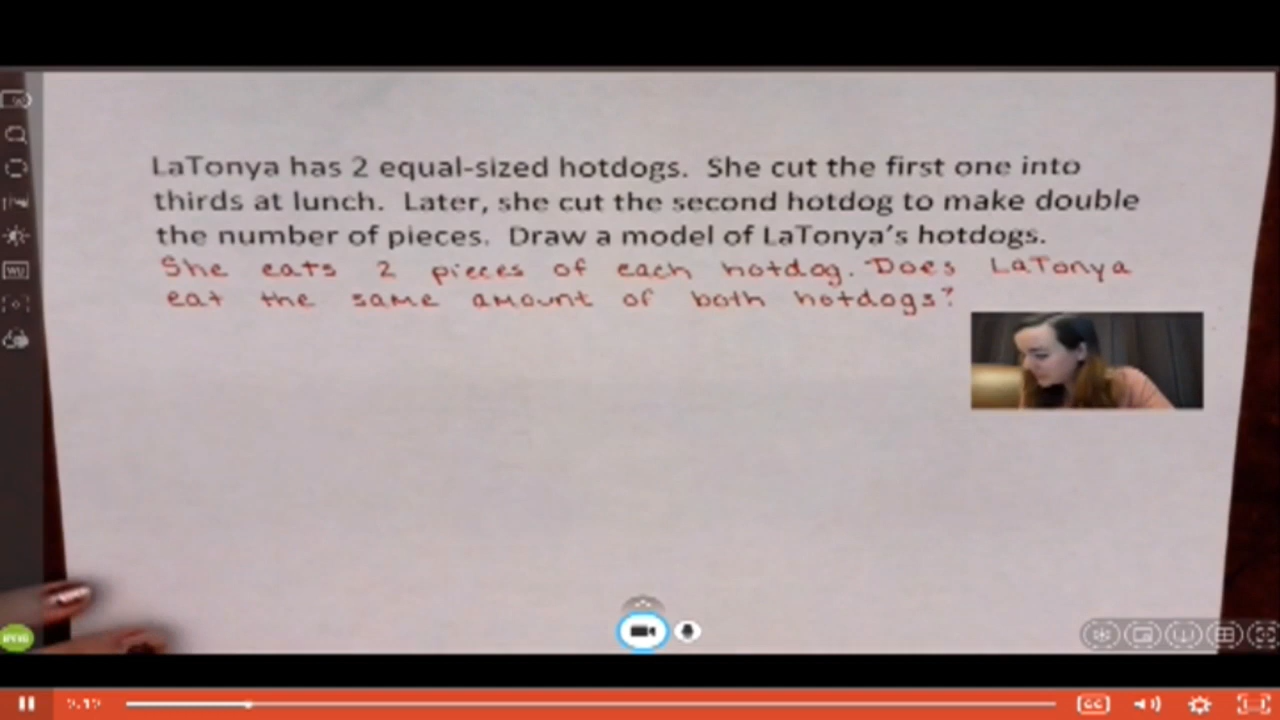 LaTonya has 2 equal-sized hotdogs. She cut the first one into
thirds at lunch. Later, she cut the second hotdog to make double
the number of pieces. Draw a model of LaTonya's hotdogs.
She eats 2 pieces of each hotdog. Does LaTonya
eat the same amount of both hotdogs?
CC